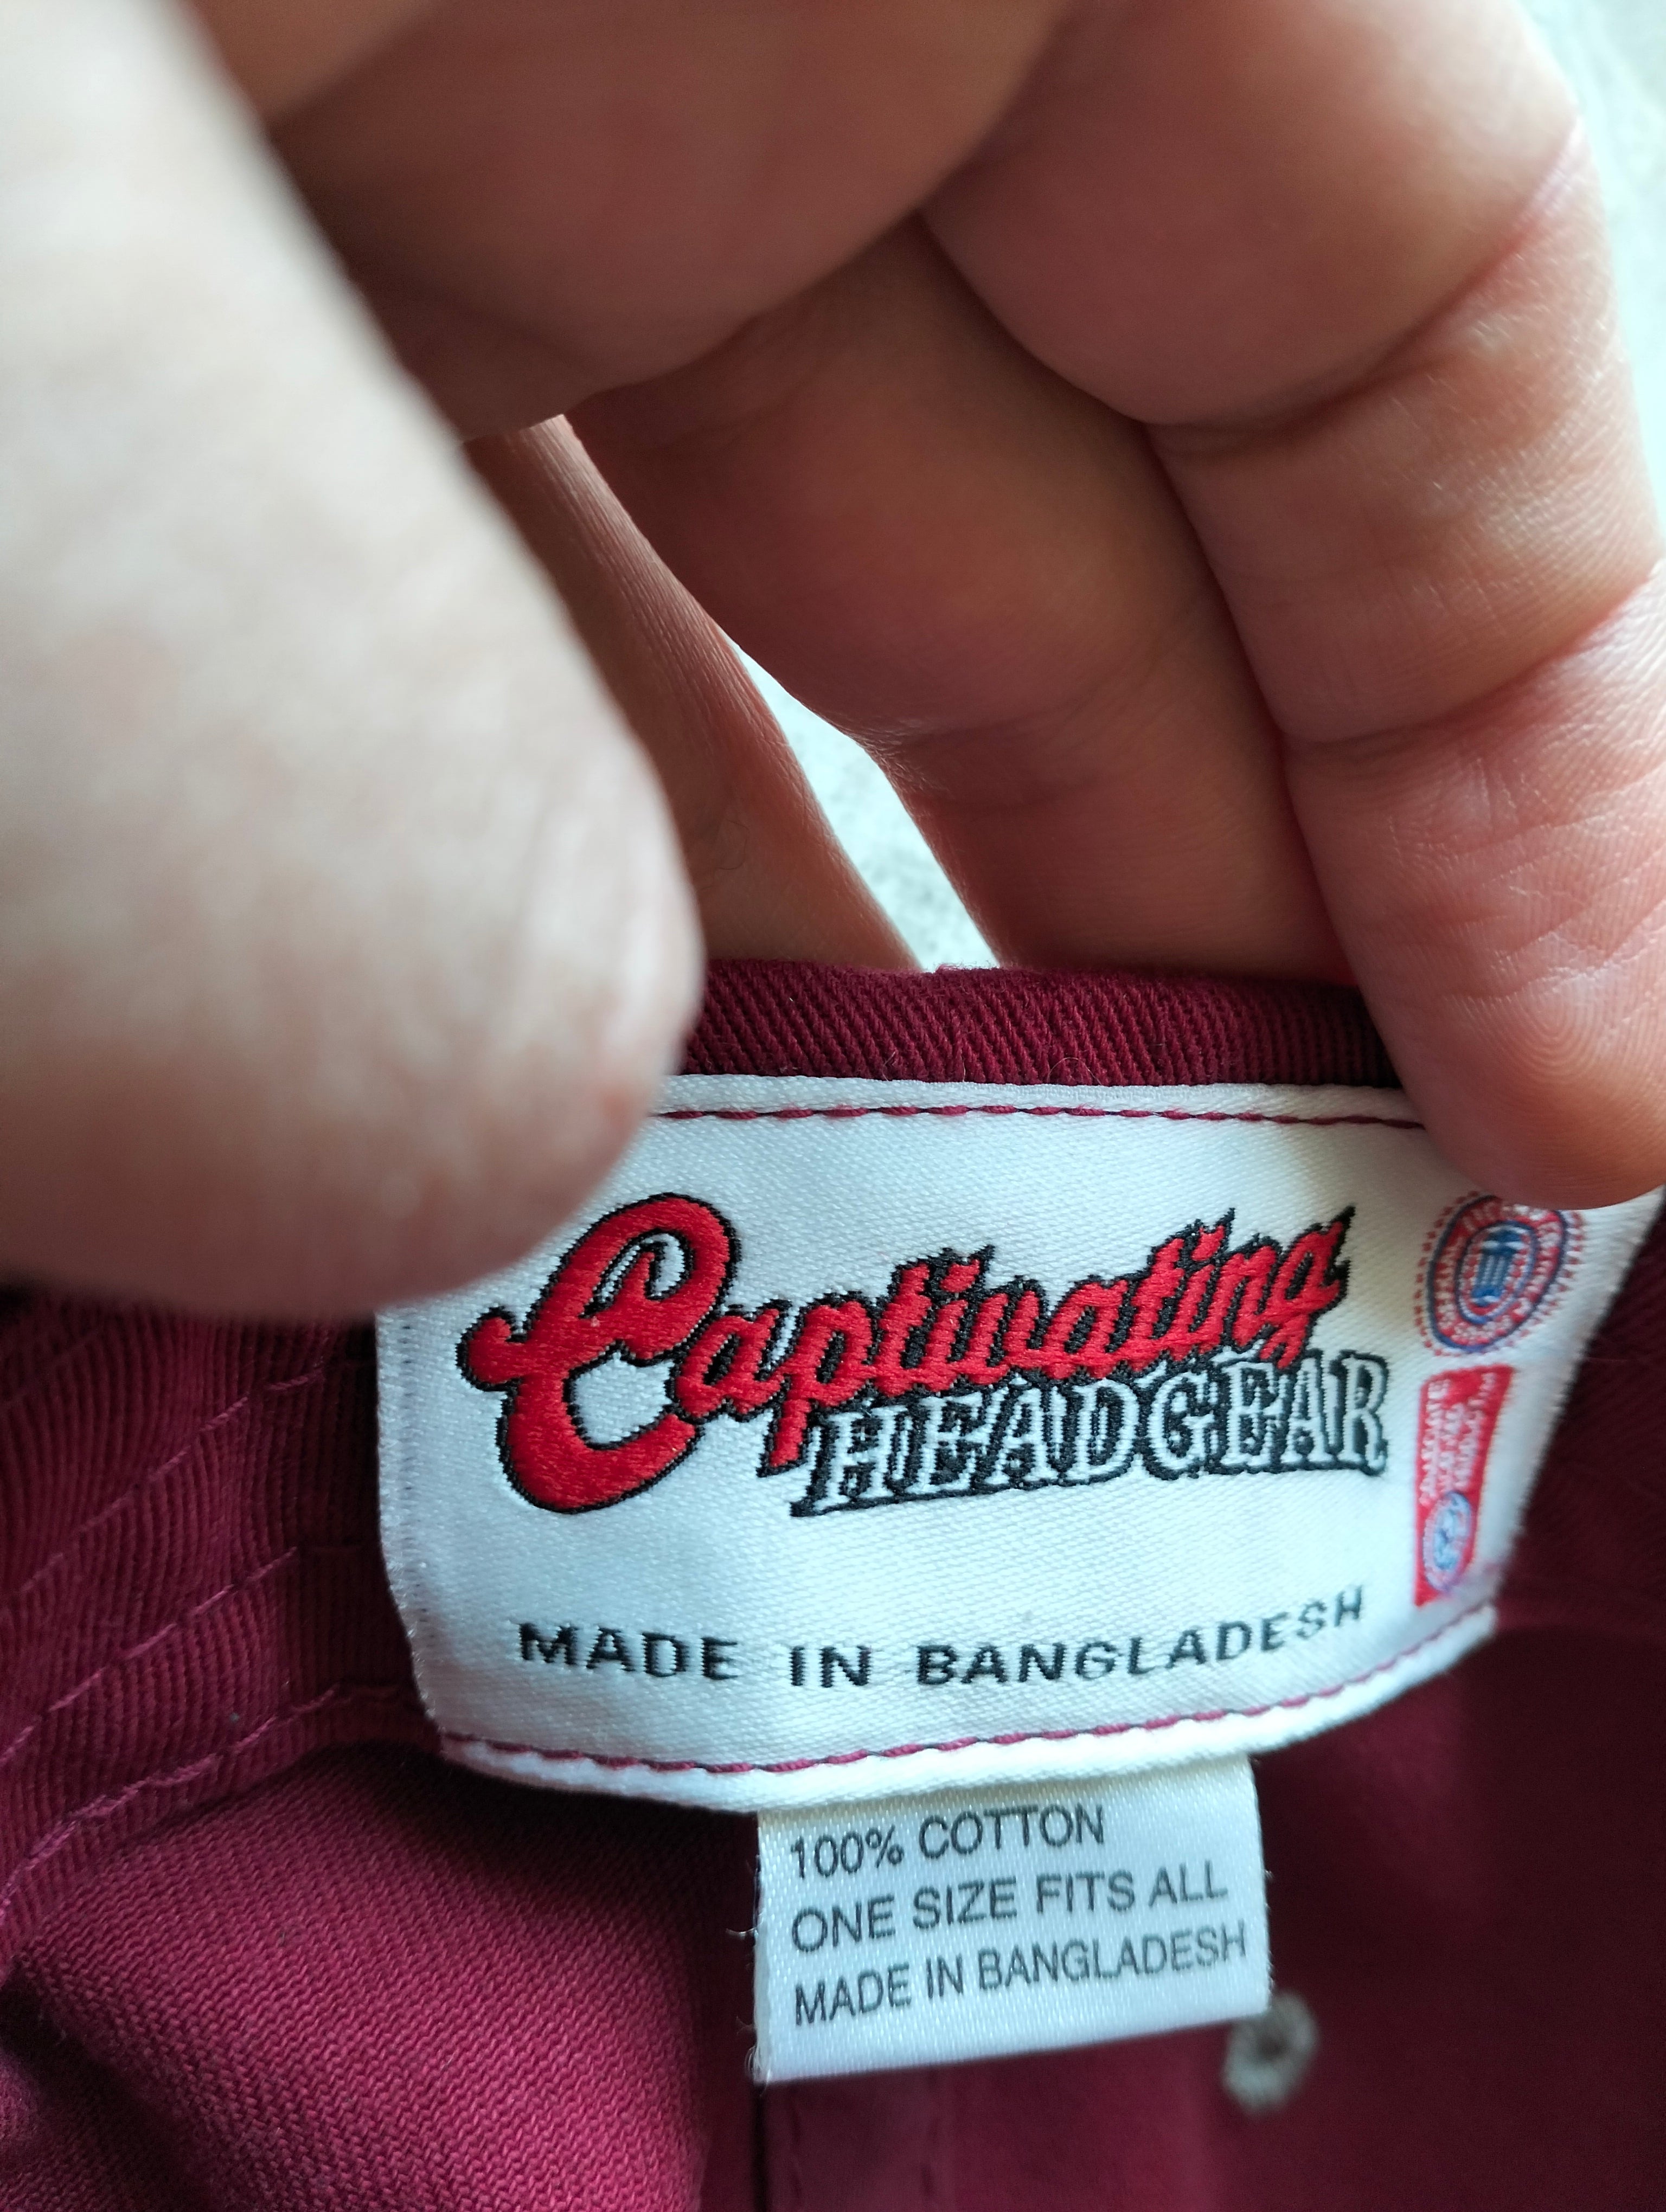 Captivating
HEADGEAR
MADE IN BANGLADESH
100% COTTON
ONE SIZE FITS ALL
MADE IN BANGLADESH